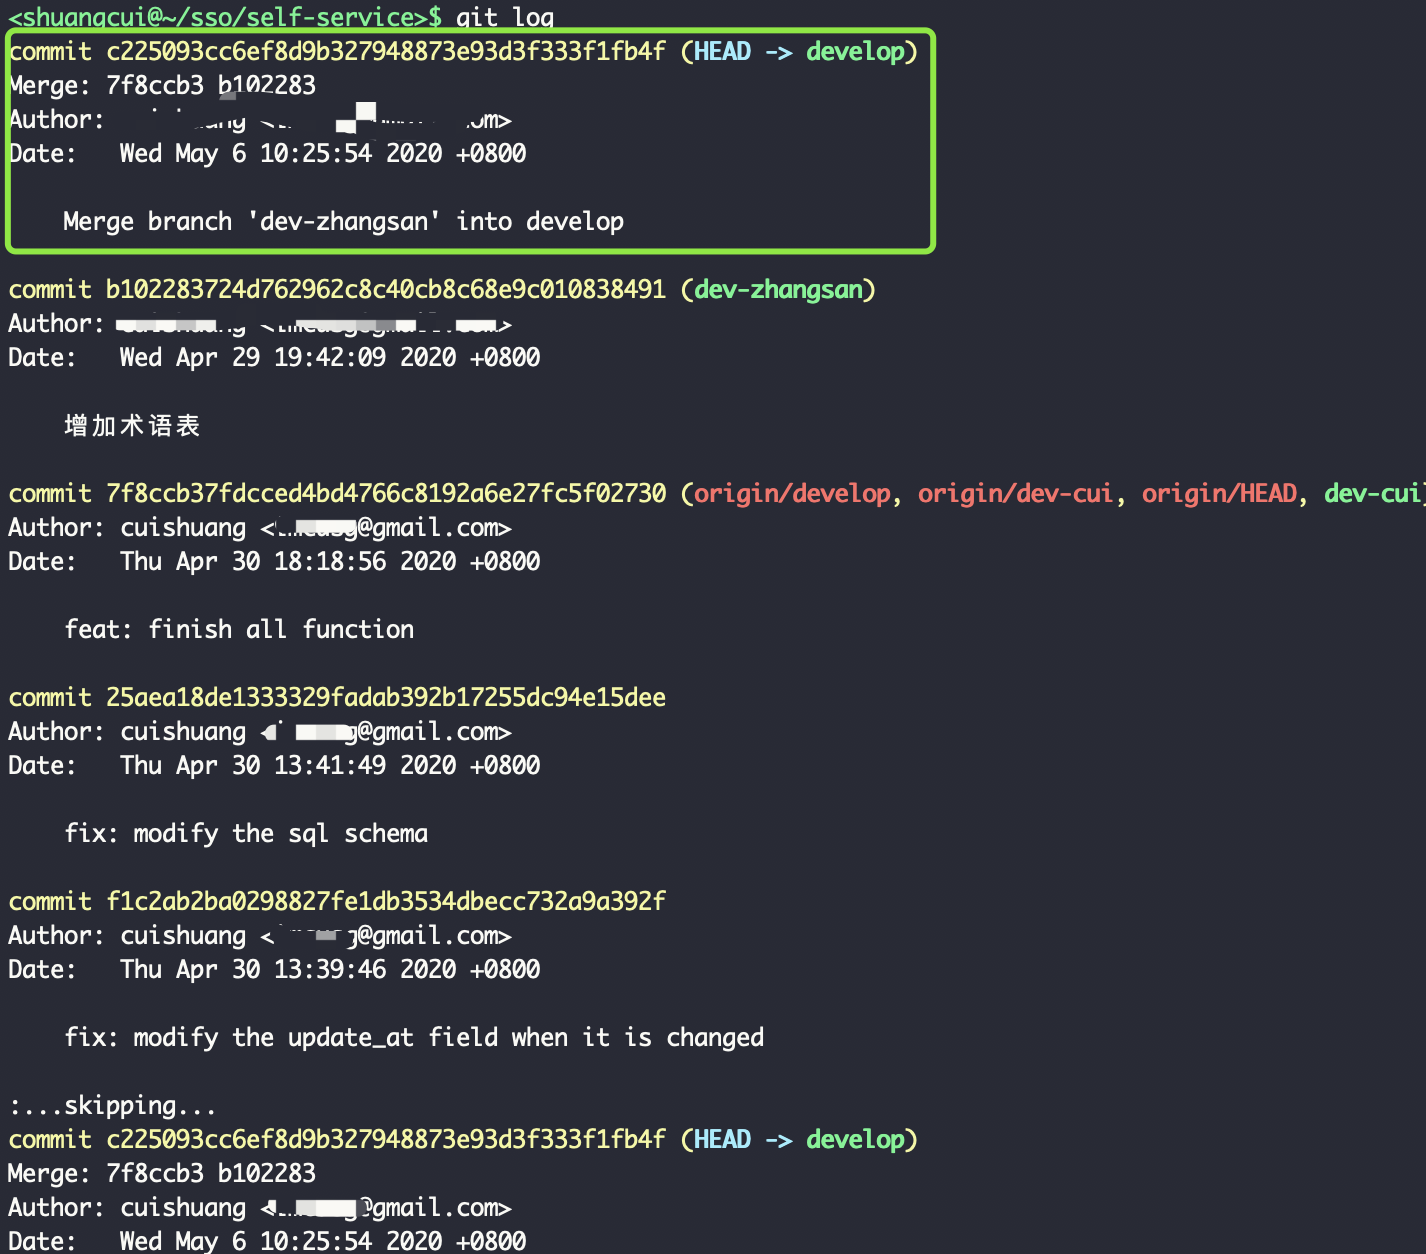 <shuangcui@~/sso/self-service>$ git log
commit c225093cc6ef8d9b327948873e93d3f333f1fb4f (HEAD -> develop)
Merge: 7f8ccb3 b102283
Author:
Date:   Wed May 6 10:25:54 2020 +0800
Merge branch 'dev-zhangsan' into develop
commit b102283724d762962c8c40cb8c68e9c010838491 (dev-zhangsan)
Author:
Date:   Wed Apr 29 19:42:09 2020 +0800
增加术语表
commit 7f8ccb37fdcced4bd4766c8192a6e27fc5f02730 (origin/develop, origin/dev-cui, origin/HEAD, dev-cui)
Author: cuishuang <@gmail.com>
Date:   Thu Apr 30 18:18:56 2020 +0800
feat: finish all function
commit 25aea18de1333329fadab392b17255dc94e15dee
Author: cuishuang <@gmail.com>
Date:   Thu Apr 30 13:41:49 2020 +0800
fix: modify the sql schema
commit f1c2ab2ba0298827fe1db3534dbecc732a9a392f
Author: cuishuang <@gmail.com>
Date:   Thu Apr 30 13:39:46 2020 +0800
fix: modify the update_at field when it is changed
:...skipping...
commit c225093cc6ef8d9b327948873e93d3f333f1fb4f (HEAD -> develop)
Merge: 7f8ccb3 b102283
Author: cuishuang <@gmail.com>
Date:   Wed May 6 10:25:54 2020 +0800